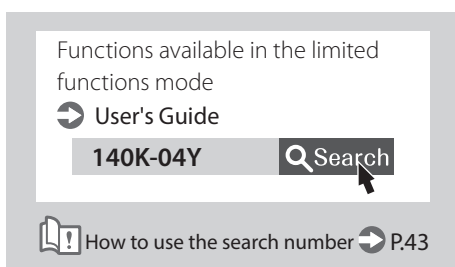 Functions available in the limited
functions mode
User's Guide
140K-04Y Search
How to use the search number P.43